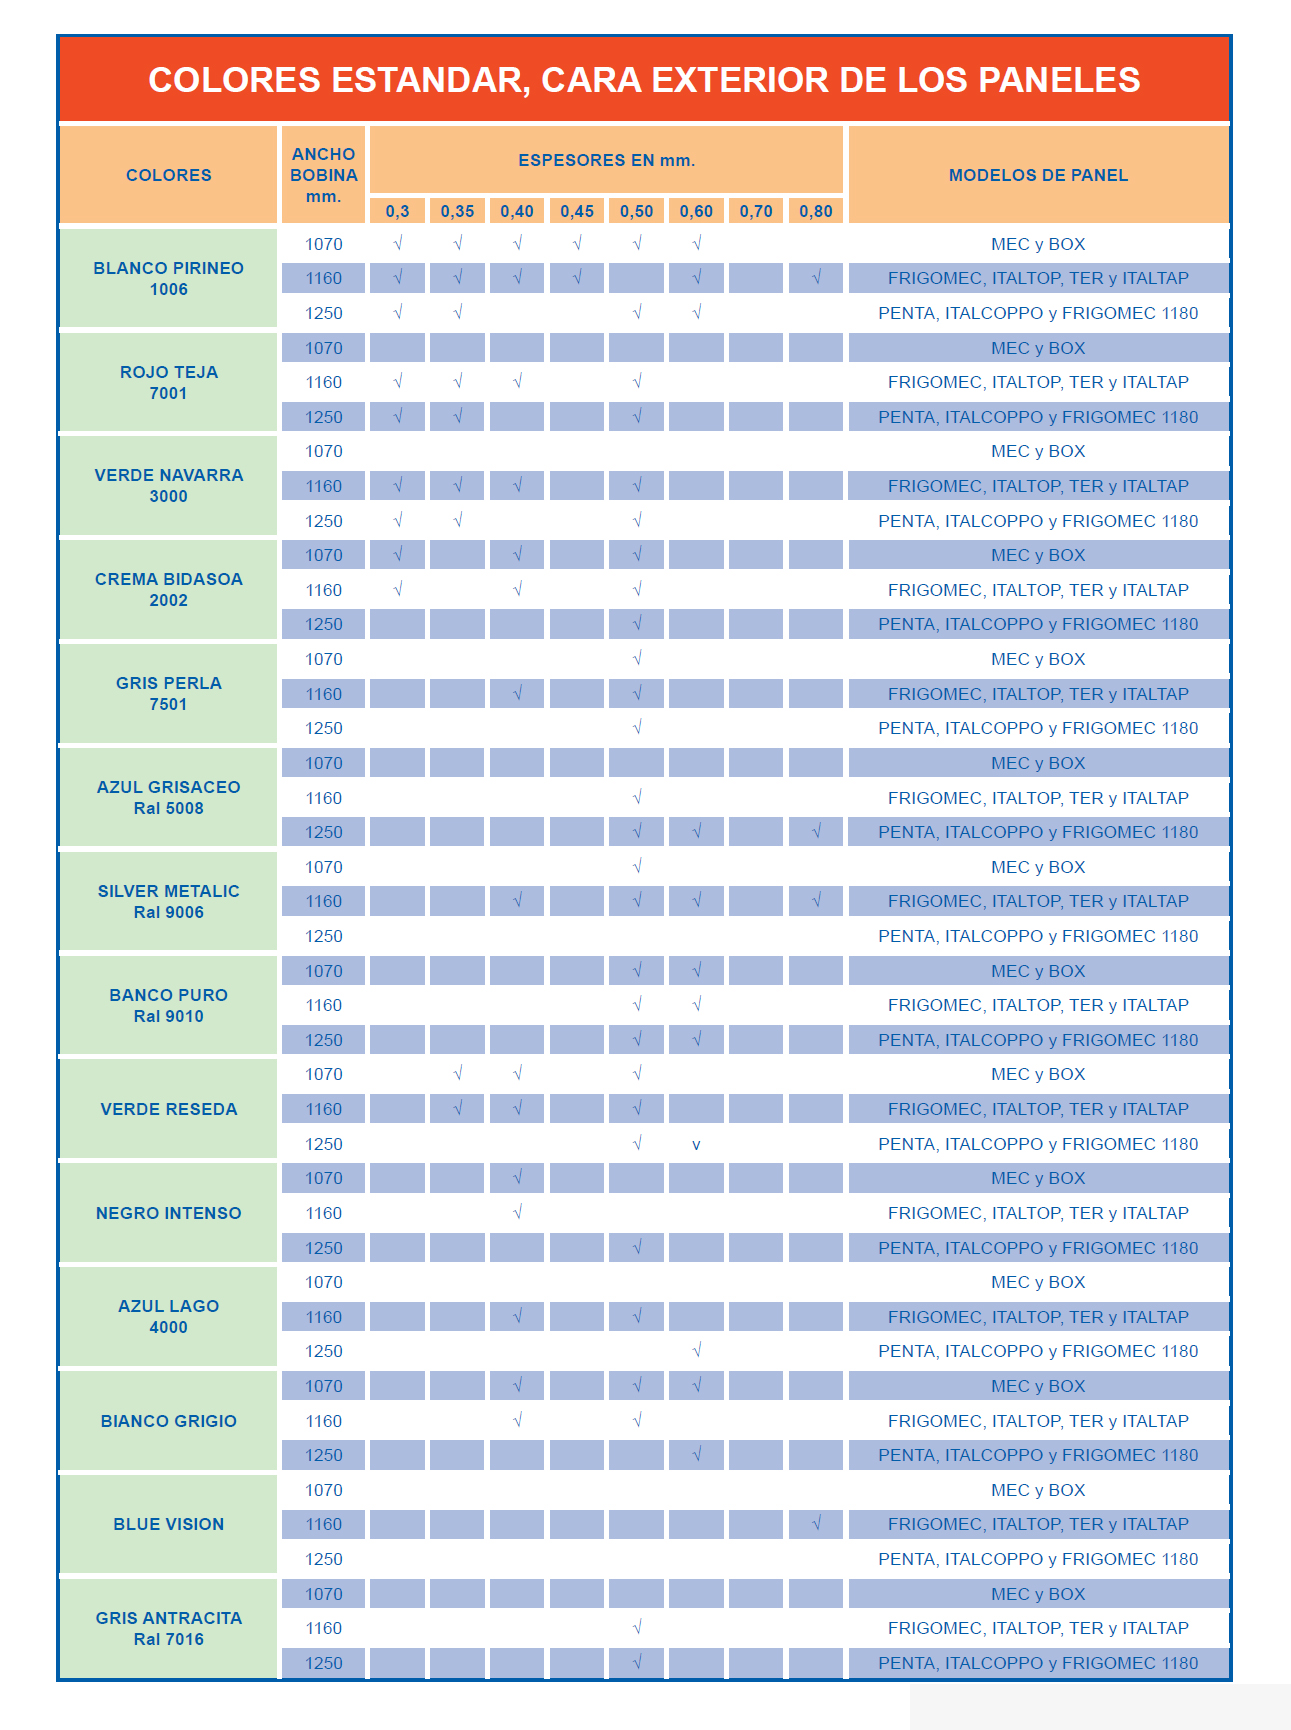 COLORES ESTANDAR, CARA EXTERIOR DE LOS PANELES
COLORES
ANCHO
BOBINA
mm.
ESPESORES EN mm.
MODELOS DE PANEL
0,3 0,35 0,40 0,45 0,50 0,60 0,70 0,80
BLANCO PIRINEO
1006
1070 √ √ √ √ √ √ MEC y BOX
1160 √ √ √ √ √ √ FRIGOMEC, ITALTOP, TER y ITALTAP
1250 √ √ √ √ PENTA, ITALCOPPO y FRIGOMEC 1180
ROJO TEJA
7001
1070 MEC y BOX
1160 √ √ √ √ FRIGOMEC, ITALTOP, TER y ITALTAP
1250 √ √ √ PENTA, ITALCOPPO y FRIGOMEC 1180
VERDE NAVARRA
3000
1070 MEC y BOX
1160 √ √ √ √ FRIGOMEC, ITALTOP, TER y ITALTAP
1250 √ √ √ PENTA, ITALCOPPO y FRIGOMEC 1180
CREMA BIDASOA
2002
1070 √ √ √ MEC y BOX
1160 √ √ √ FRIGOMEC, ITALTOP, TER y ITALTAP
1250 √ PENTA, ITALCOPPO y FRIGOMEC 1180
GRIS PERLA
7501
1070 √ MEC y BOX
1160 √ √ FRIGOMEC, ITALTOP, TER y ITALTAP
1250 √ PENTA, ITALCOPPO y FRIGOMEC 1180
AZUL GRISACEO
Ral 5008
1070 MEC y BOX
1160 √ FRIGOMEC, ITALTOP, TER y ITALTAP
1250 √ √ √ PENTA, ITALCOPPO y FRIGOMEC 1180
SILVER METALIC
Ral 9006
1070 √ MEC y BOX
1160 √ √ √ √ FRIGOMEC, ITALTOP, TER y ITALTAP
1250 PENTA, ITALCOPPO y FRIGOMEC 1180
BANCO PURO
Ral 9010
1070 √ √ MEC y BOX
1160 √ √ FRIGOMEC, ITALTOP, TER y ITALTAP
1250 √ √ PENTA, ITALCOPPO y FRIGOMEC 1180
VERDE RESEDA
1070 √ √ √ MEC y BOX
1160 √ √ √ FRIGOMEC, ITALTOP, TER y ITALTAP
1250 √ v PENTA, ITALCOPPO y FRIGOMEC 1180
NEGRO INTENSO
1070 √ MEC y BOX
1160 √ FRIGOMEC, ITALTOP, TER y ITALTAP
1250 √ PENTA, ITALCOPPO y FRIGOMEC 1180
AZUL LAGO
4000
1070 MEC y BOX
1160 √ √ FRIGOMEC, ITALTOP, TER y ITALTAP
1250 √ PENTA, ITALCOPPO y FRIGOMEC 1180
BIANCO GRIGIO
1070 √ √ √ MEC y BOX
1160 √ √ FRIGOMEC, ITALTOP, TER y ITALTAP
1250 √ PENTA, ITALCOPPO y FRIGOMEC 1180
BLUE VISION
1070 MEC y BOX
1160 √ FRIGOMEC, ITALTOP, TER y ITALTAP
1250 PENTA, ITALCOPPO y FRIGOMEC 1180
GRIS ANTRACITA
Ral 7016
1070 MEC y BOX
1160 √ FRIGOMEC, ITALTOP, TER y ITALTAP
1250 √ PENTA, ITALCOPPO y FRIGOMEC 1180